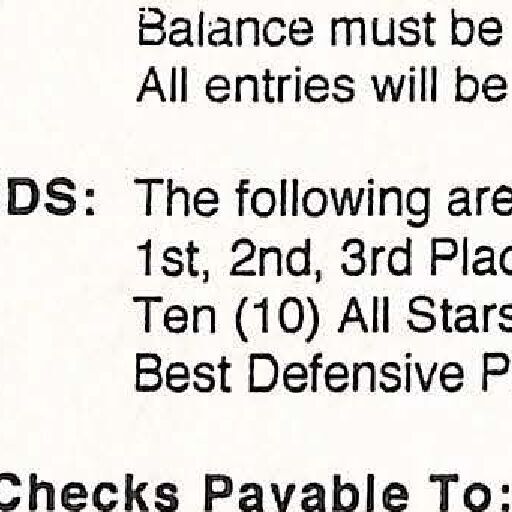 Balance must be
All entries will be
DS: The following are
1st, 2nd, 3rd Plac
Ten (10) All Stars
Best Defensive P
Checks Payable To: